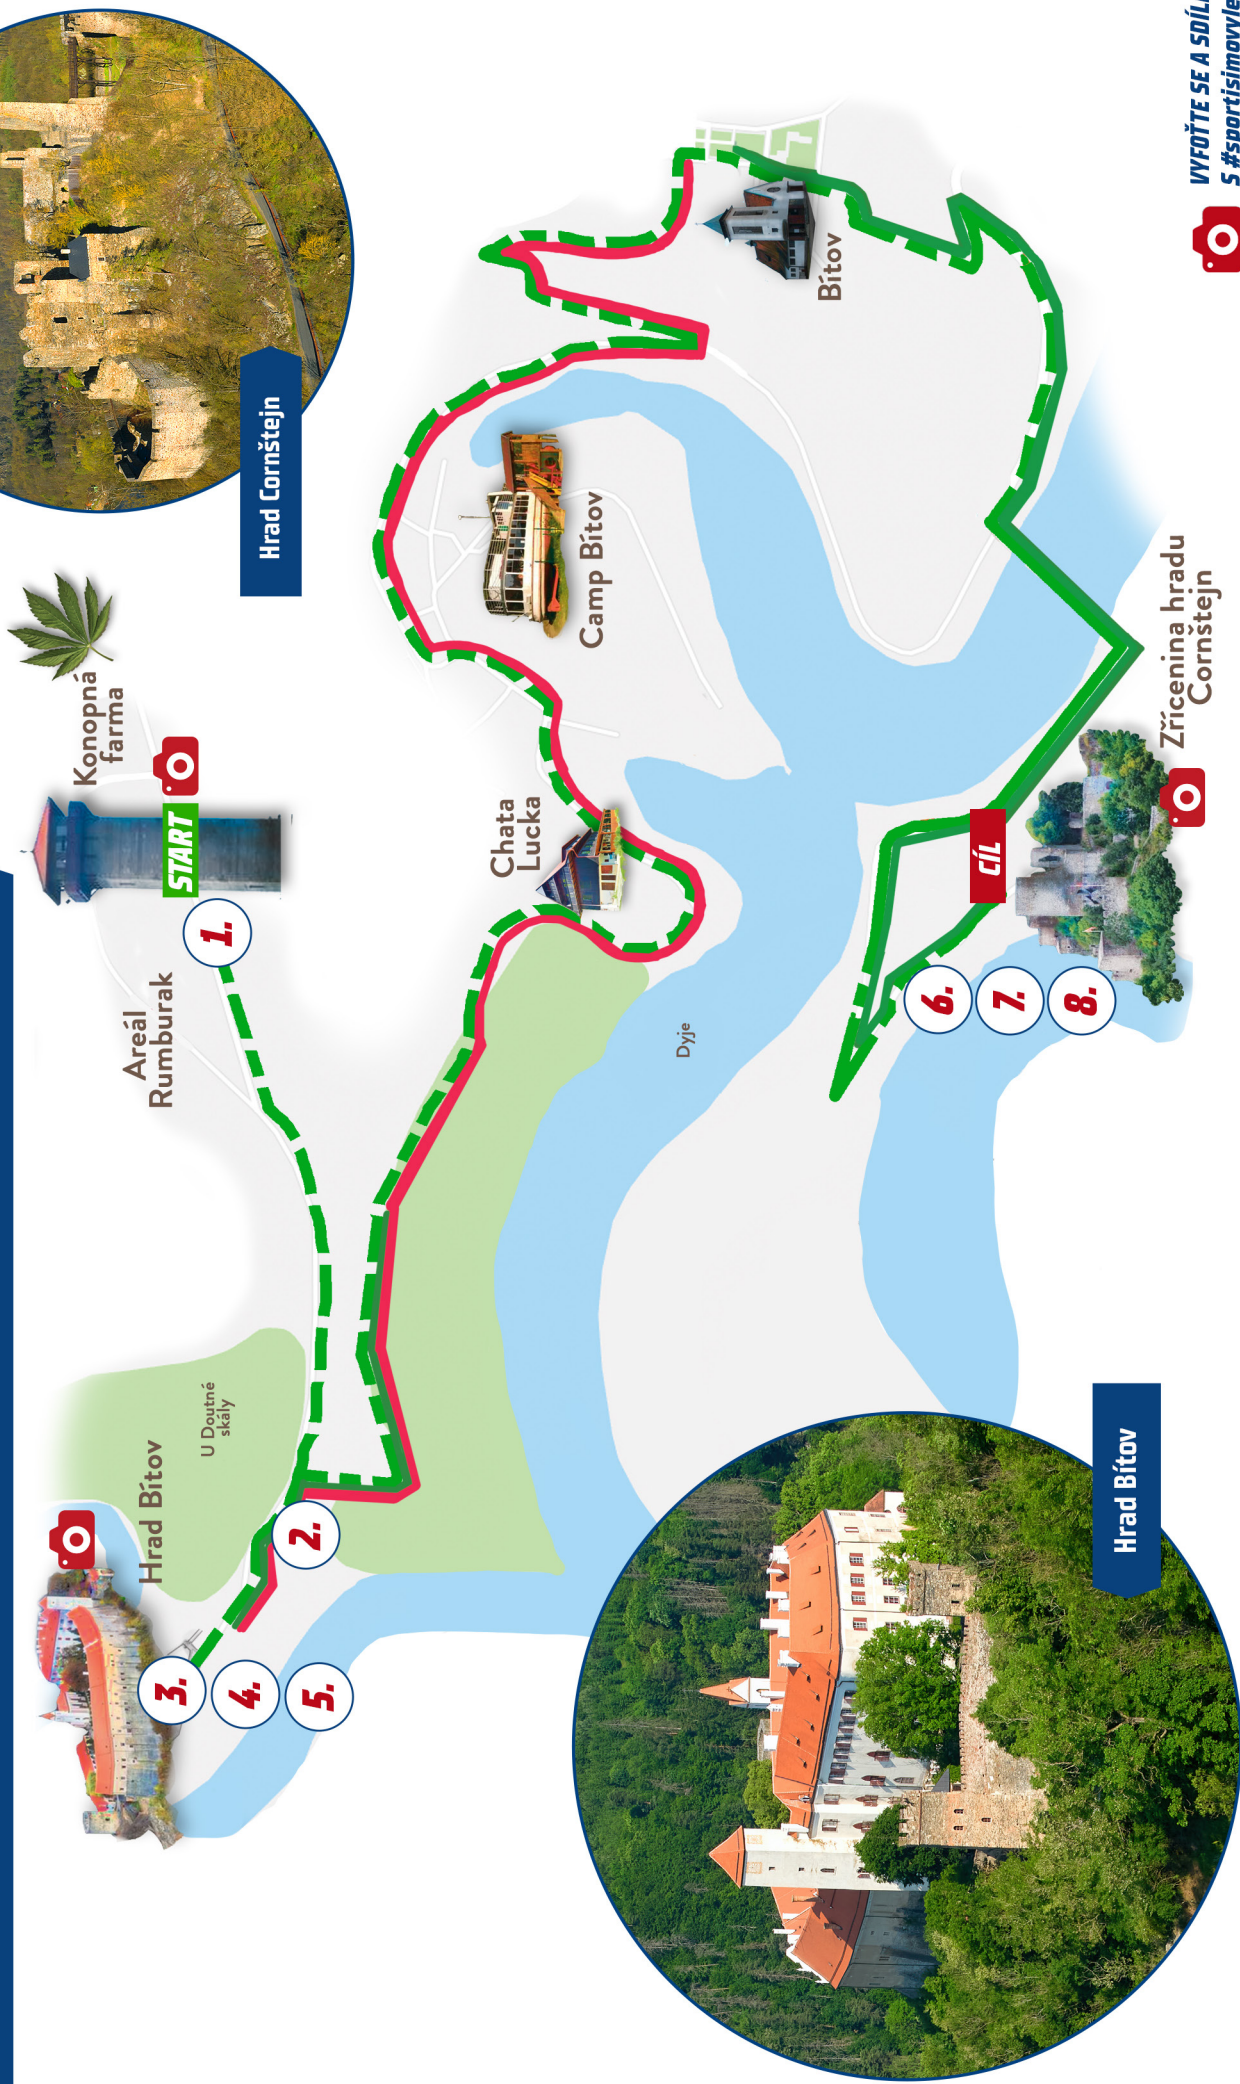 Hrad Bítov
3.
4.
5.
U Doutné
skály
2.
Areál
Rumburak
1.
START
Konopná
farma
Hrad Cornštejn
Chata
Lucka
Camp Bítov
Bítov
Dyje
6.
7.
8.
CÍL
Zřícenina hradu
Cornštejn
Hrad Bítov
VYFOŤTE SE A SDÍL
S #sportisimovyle